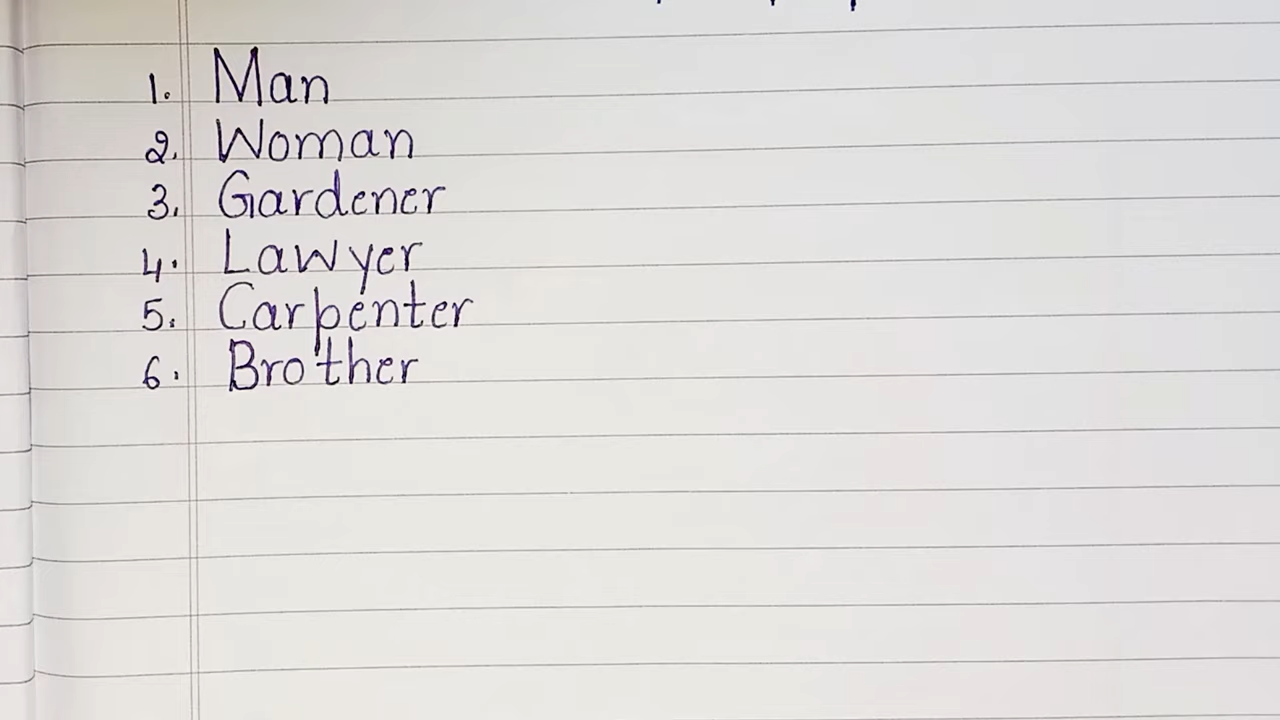 1. Man
2. Woman
3. Gardener
4. Lawyer
5. Carpenter
6. Brother